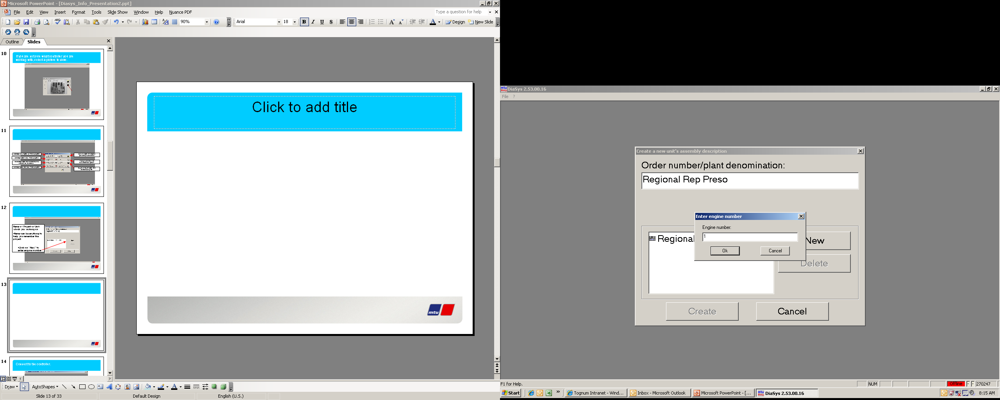 Microsoft PowerPoint - [Diasys_Info_Presentation2.ppt]
File Edit View Insert Format Tools Slide Show Window Help Nuance PDF
Type a question for help
90%
Arial
18
B I U S
Design
New Slide
Outline
Slides
10
If you are not sure what controller you are
working with, select a picture to view.
11
12
Name of Project or Unit
which you working on
•Name can be anything to
help you remember the
project
•Click on "New" to
enter engine number
13
14
Connect to the controller.
Click to add title
mtu
Draw
AutoShapes
Slide 13 of 33
Default Design
English (U.S.)
mtu
DiaSys 2.53.00.16
File ?
Create a new unit's assembly description
Order number/plant denomination:
Regional Rep Preso
Enter engine number
Engine number:
1
Ok
Cancel
Regional
New
Delete
Create
Cancel
F1 for Help.
NUM
Offline
-
-
270247
Start
Tognum Intranet - Wind...
Inbox - Microsoft Outlook
Microsoft PowerPoint - [...
DiaSys 2.53.00.16
8:15 AM